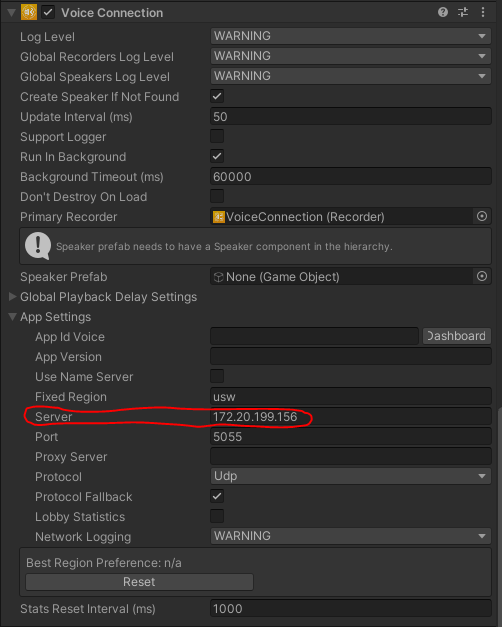 Voice Connection
Log Level WARNING
Global Recorders Log Level WARNING
Global Speakers Log Level WARNING
Create Speaker If Not Found
Update Interval (ms) 50
Support Logger
Run In Background
Background Timeout (ms) 60000
Don't Destroy On Load
Primary Recorder VoiceConnection (Recorder)
Speaker prefab needs to have a Speaker component in the hierarchy.
Speaker Prefab None (Game Object)
Global Playback Delay Settings
App Settings
App Id Voice Dashboard
App Version
Use Name Server
Fixed Region usw
Server 172.20.199.156
Port 5055
Proxy Server
Protocol Udp
Protocol Fallback
Lobby Statistics
Network Logging WARNING
Best Region Preference: n/a
Reset
Stats Reset Interval (ms) 1000